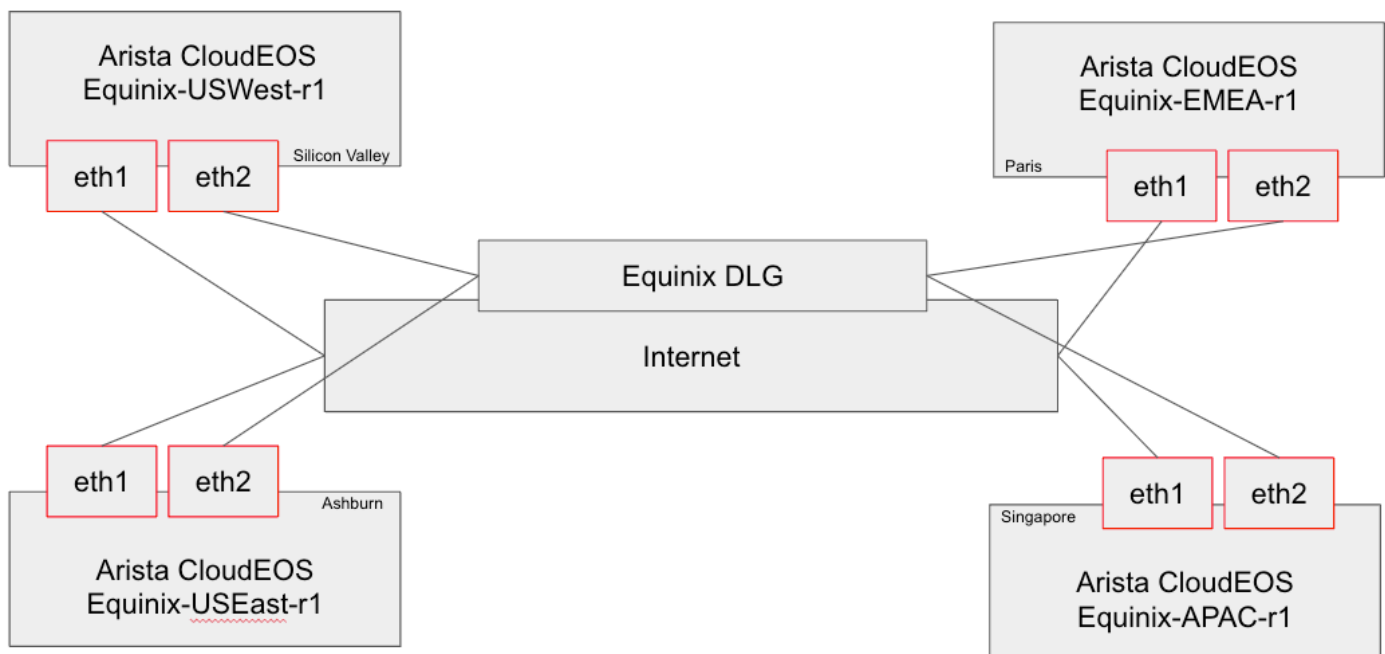 Arista CloudEOS
Equinix-USWest-r1
Silicon Valley
eth1
eth2
Arista CloudEOS
Equinix-EMEA-r1
Paris
eth1
eth2
Equinix DLG
Internet
eth1
eth2
Ashburn
Arista CloudEOS
Equinix-USEast-r1
eth1
eth2
Singapore
Arista CloudEOS
Equinix-APAC-r1